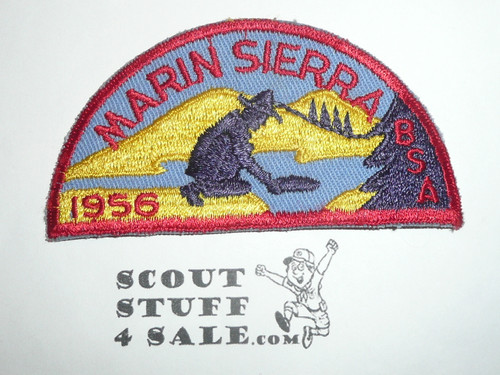 MARIN SIERRA
BSA
1956
SCOUT
STUFF
4 SALE.com